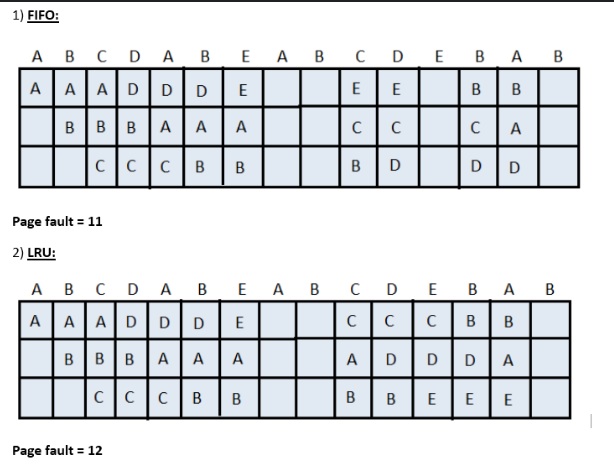 1) FIFO:
A B C D A B E A B C D E B A B
A A A D D D E E E B B
B B B A A A C C C A
C C C B B B D D D
Page fault = 11
2) LRU:
A B C D A B E A B C D E B A B
A A A D D D E C C C B B
B B B A A A A D D D A
C C C B B B B E E E
Page fault = 12